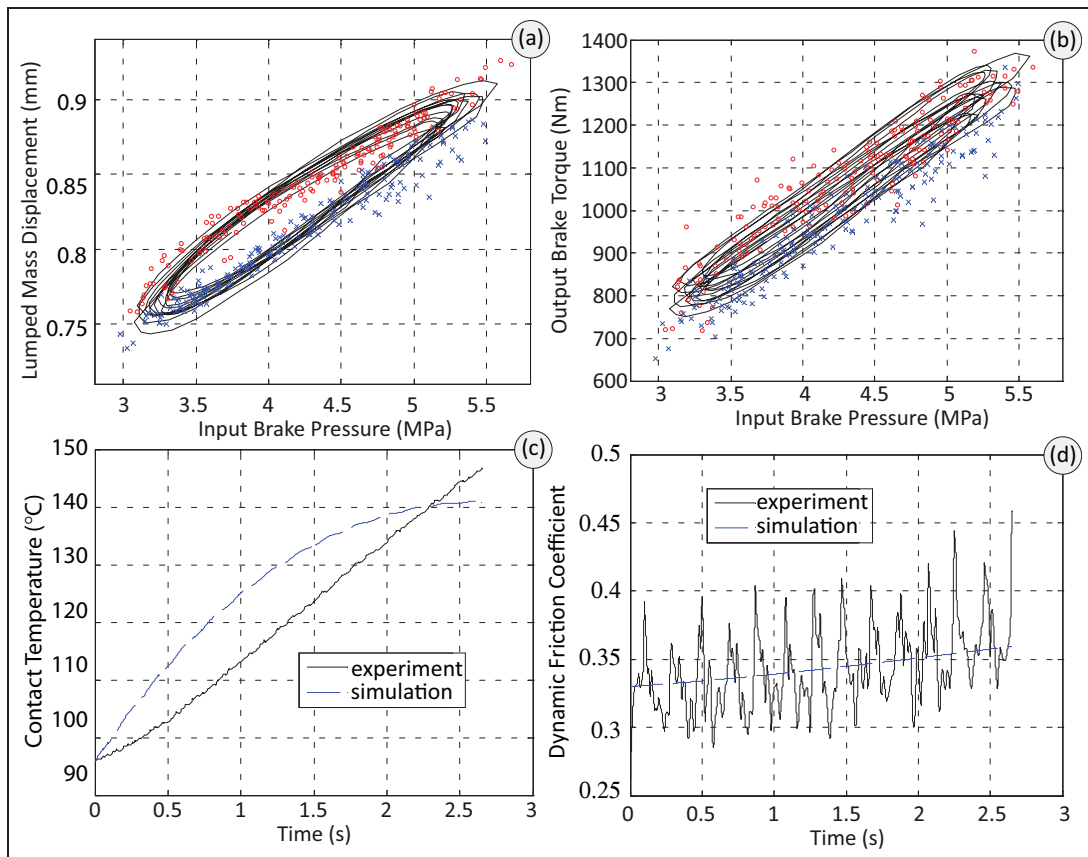 (a)
Lumped Mass Displacement (mm)
0.9
0.85
0.8
0.75
3 3.5 4 4.5 5 5.5
Input Brake Pressure (MPa)
(b)
Output Brake Torque (Nm)
1400
1300
1200
1100
1000
900
800
700
600
3 3.5 4 4.5 5 5.5
Input Brake Pressure (MPa)
(c)
Contact Temperature (°C)
150
140
130
120
110
100
90
experiment
simulation
0 0.5 1 1.5 2 2.5 3
Time (s)
(d)
Dynamic Friction Coefficient
0.5
0.45
0.4
0.35
0.3
0.25
experiment
simulation
0 0.5 1 1.5 2 2.5 3
Time (s)